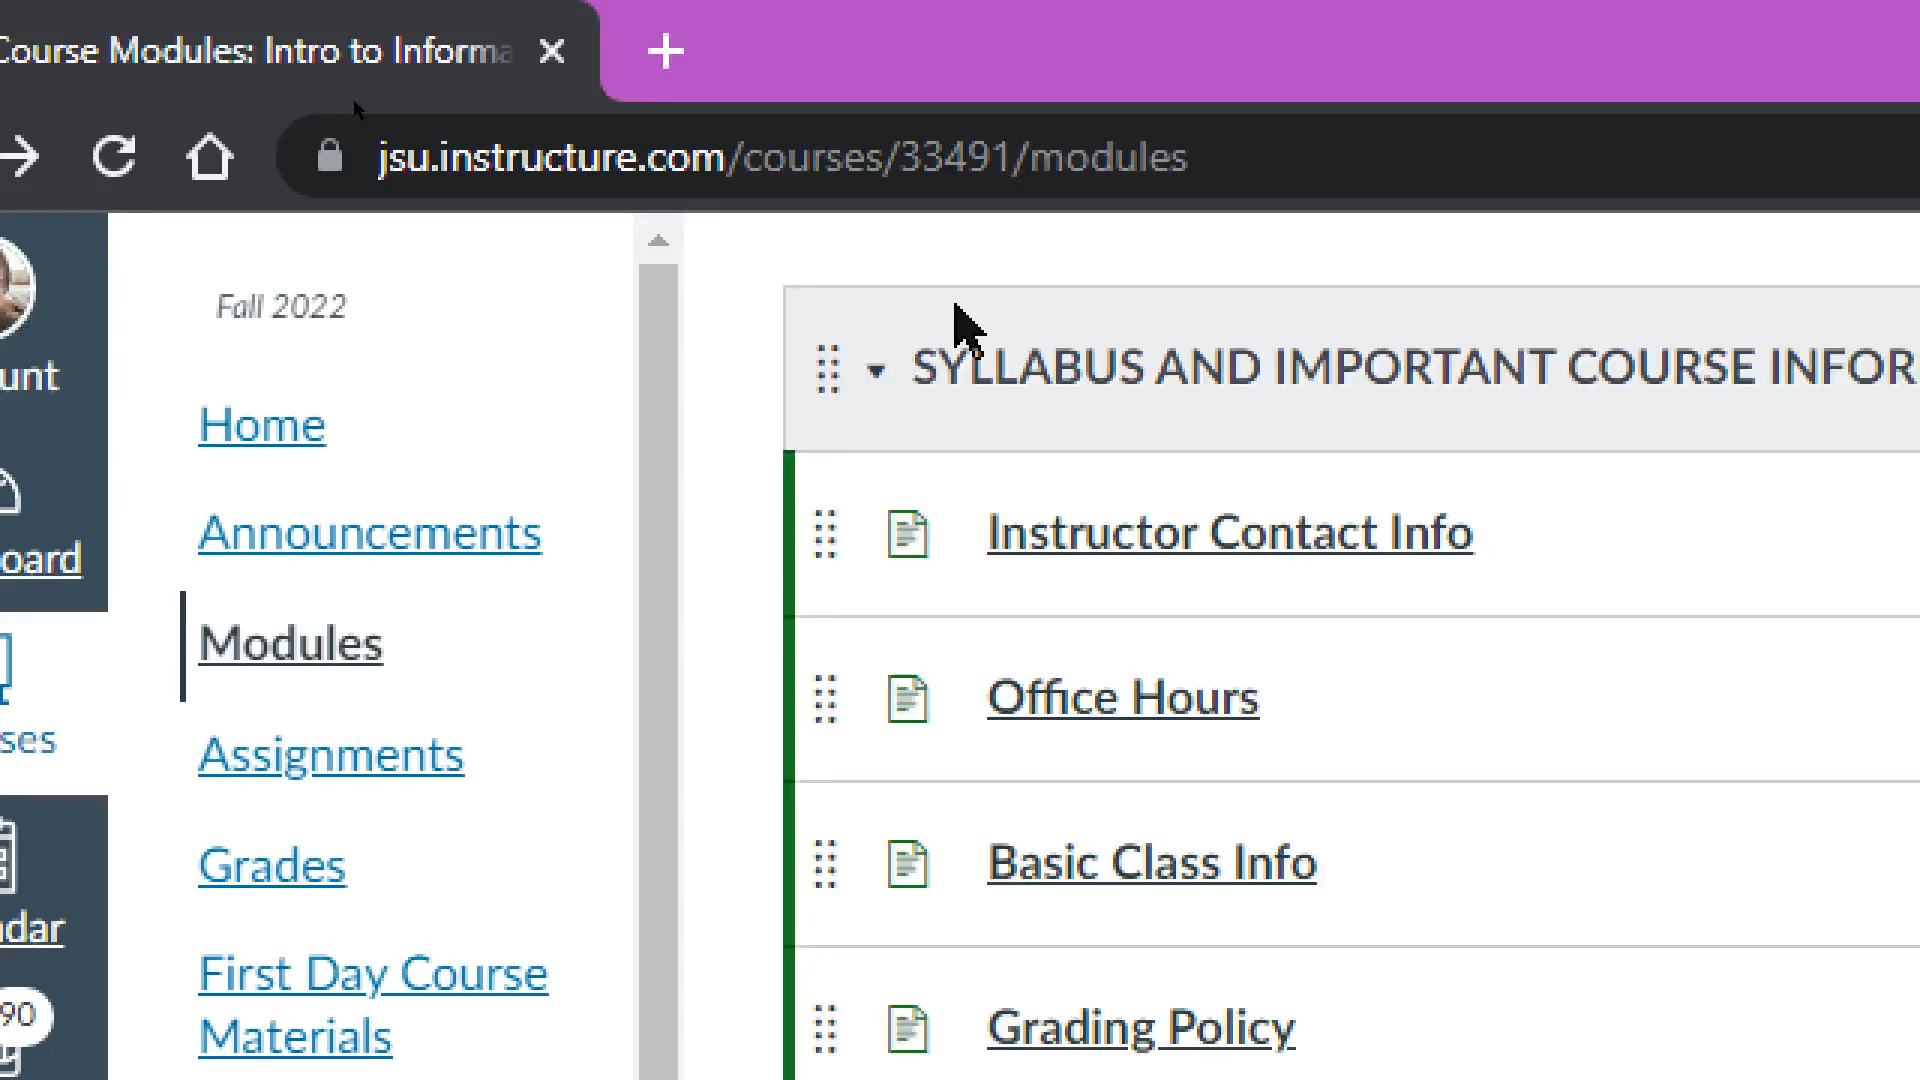 Course Modules: Intro to Informa
jsu.instructure.com/courses/33491/modules
Fall 2022
Home
Announcements
Modules
Assignments
Grades
First Day Course
Materials
unt
oard
ses
dar
90
SYLLABUS AND IMPORTANT COURSE INFOR
Instructor Contact Info
Office Hours
Basic Class Info
Grading Policy